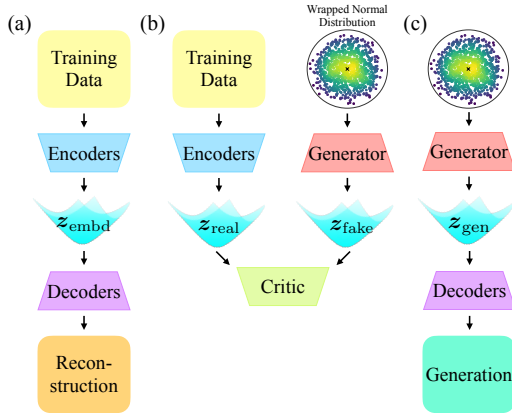 (a)
Training
Data
Encoders
z_embd
Decoders
Recon-
struction
(b)
Training
Data
Encoders
z_real
Wrapped Normal
Distribution
Generator
z_fake
Critic
(c)
Generator
z_gen
Decoders
Generation